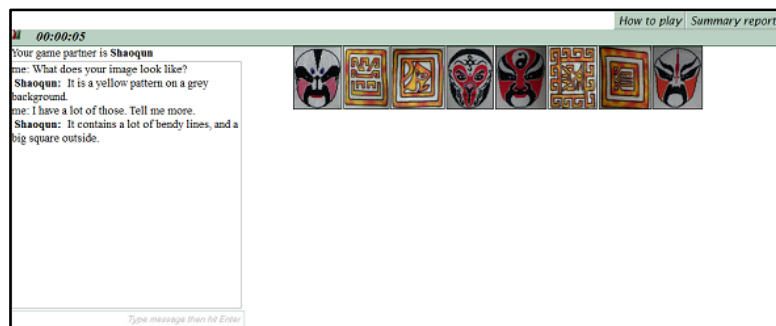 How to play Summary report
00:00:05
Your game partner is Shaoqun
me: What does your image look like?
Shaoqun: It is a yellow pattern on a grey
background.
me: I have a lot of those. Tell me more.
Shaoqun: It contains a lot of bendy lines, and a
big square outside.
Type message then hit Enter